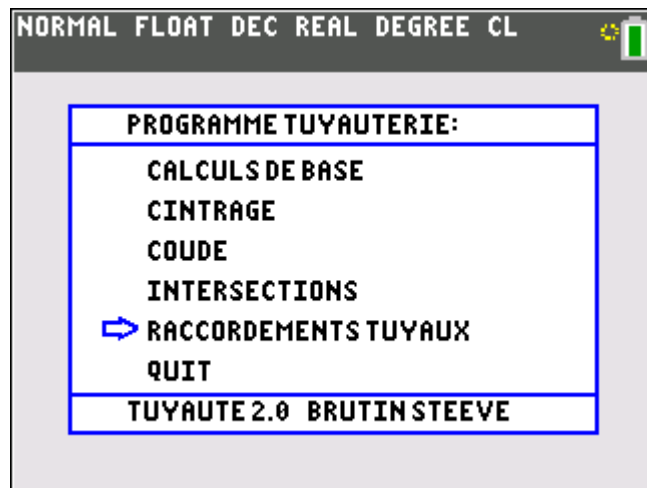 NORMAL FLOAT DEC REAL DEGREE CL
PROGRAMME TUYAUTERIE:
CALCULS DE BASE
CINTRAGE
COUDE
INTERSECTIONS
RACCORDEMENTS TUYAUX
QUIT
TUYAUTE 2.0 BRUTIN STEEVE